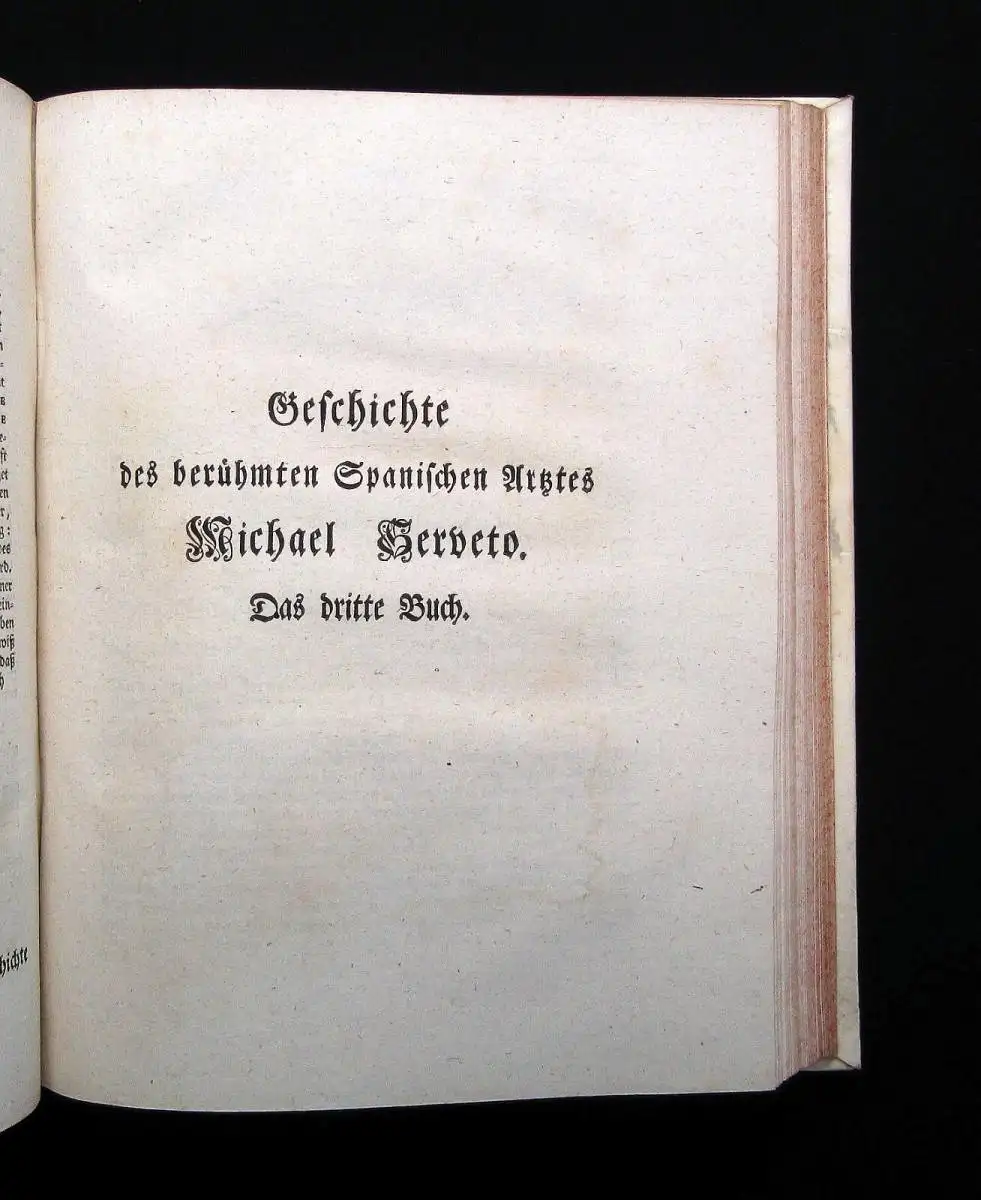 Geſchichte
des berühmten Spaniſchen Artztes
Michael Serveto.
Das dritte Buch.